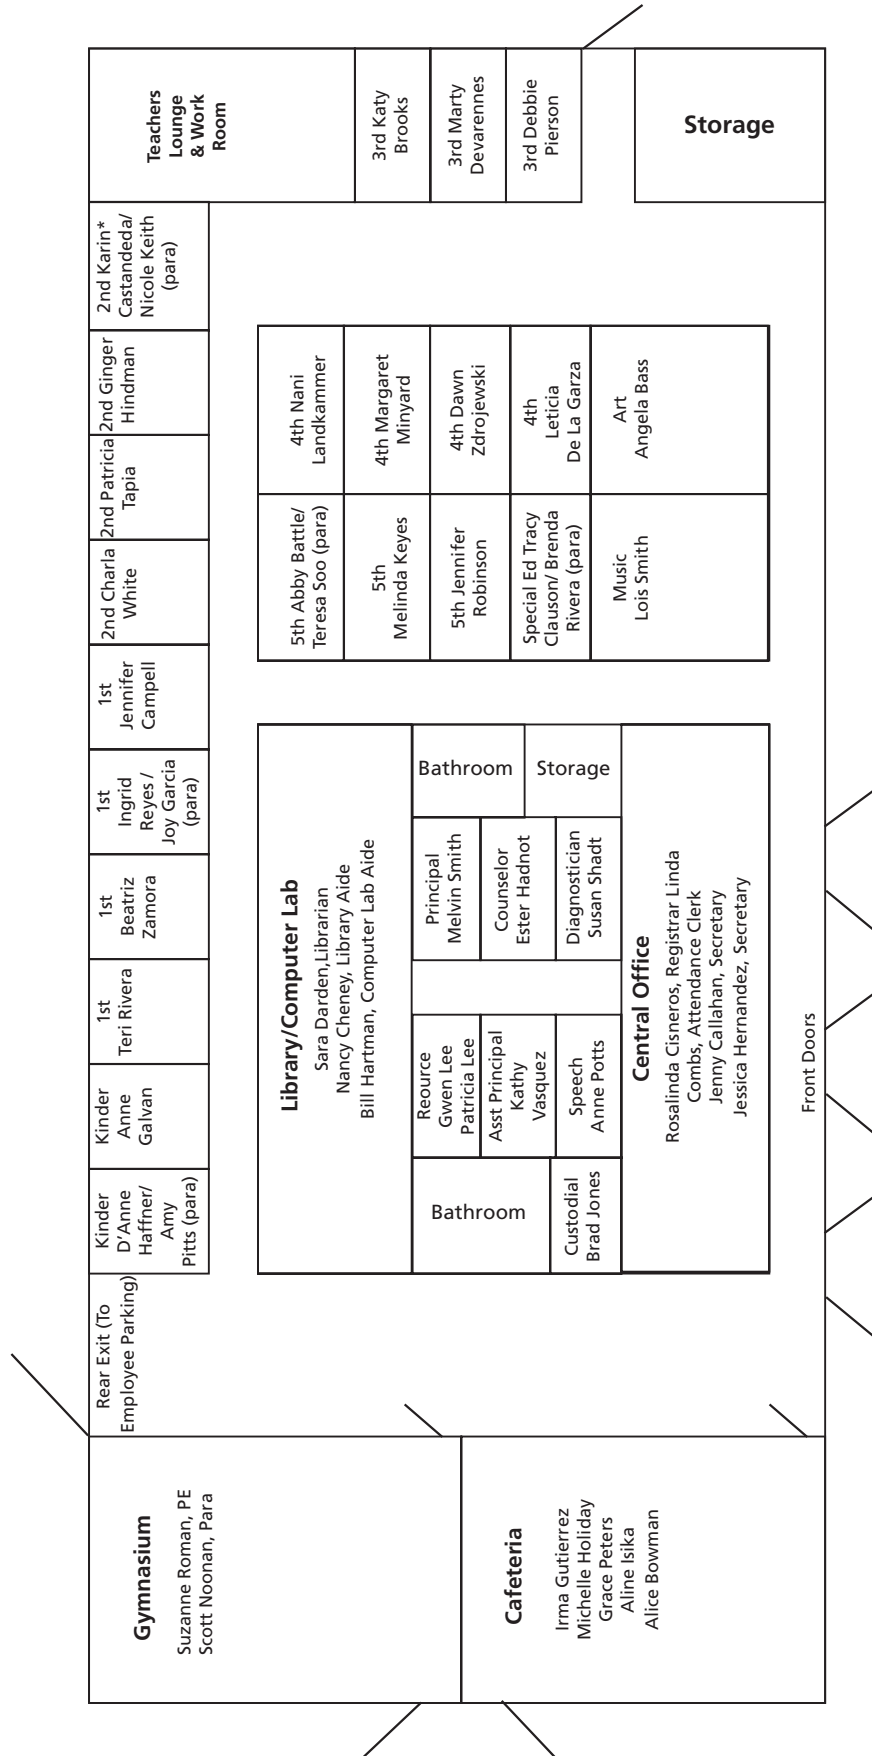 Teachers
Lounge
& Work
Room
3rd Katy
Brooks
3rd Marty
Devarennes
3rd Debbie
Pierson
Storage
2nd Karin*
Castandeda/
Nicole Keith
(para)
2nd Ginger
Hindman
2nd Patricia
Tapia
2nd Charla
White
1st
Jennifer
Campell
1st
Ingrid
Reyes /
Joy Garcia
(para)
1st
Beatriz
Zamora
1st
Teri Rivera
Kinder
Anne
Galvan
Kinder
D'Anne
Haffner/
Amy
Pitts (para)
Rear Exit (To
Employee Parking)
4th Nani
Landkammer
4th Margaret
Minyard
4th Dawn
Zdrojewski
4th
Leticia
De La Garza
Art
Angela Bass
5th Abby Battle/
Teresa Soo (para)
5th
Melinda Keyes
5th Jennifer
Robinson
Special Ed Tracy
Clauson/ Brenda
Rivera (para)
Music
Lois Smith
Library/Computer Lab
Sara Darden,Librarian
Nancy Cheney, Library Aide
Bill Hartman, Computer Lab Aide
Bathroom
Storage
Principal
Melvin Smith
Counselor
Ester Hadnot
Diagnostician
Susan Shadt
Reource
Gwen Lee
Patricia Lee
Asst Principal
Kathy
Vasquez
Speech
Anne Potts
Bathroom
Custodial
Brad Jones
Central Office
Rosalinda Cisneros, Registrar Linda
Combs, Attendance Clerk
Jenny Callahan, Secretary
Jessica Hernandez, Secretary
Front Doors
Gymnasium
Suzanne Roman, PE
Scott Noonan, Para
Cafeteria
Irma Gutierrez
Michelle Holiday
Grace Peters
Aline Isika
Alice Bowman